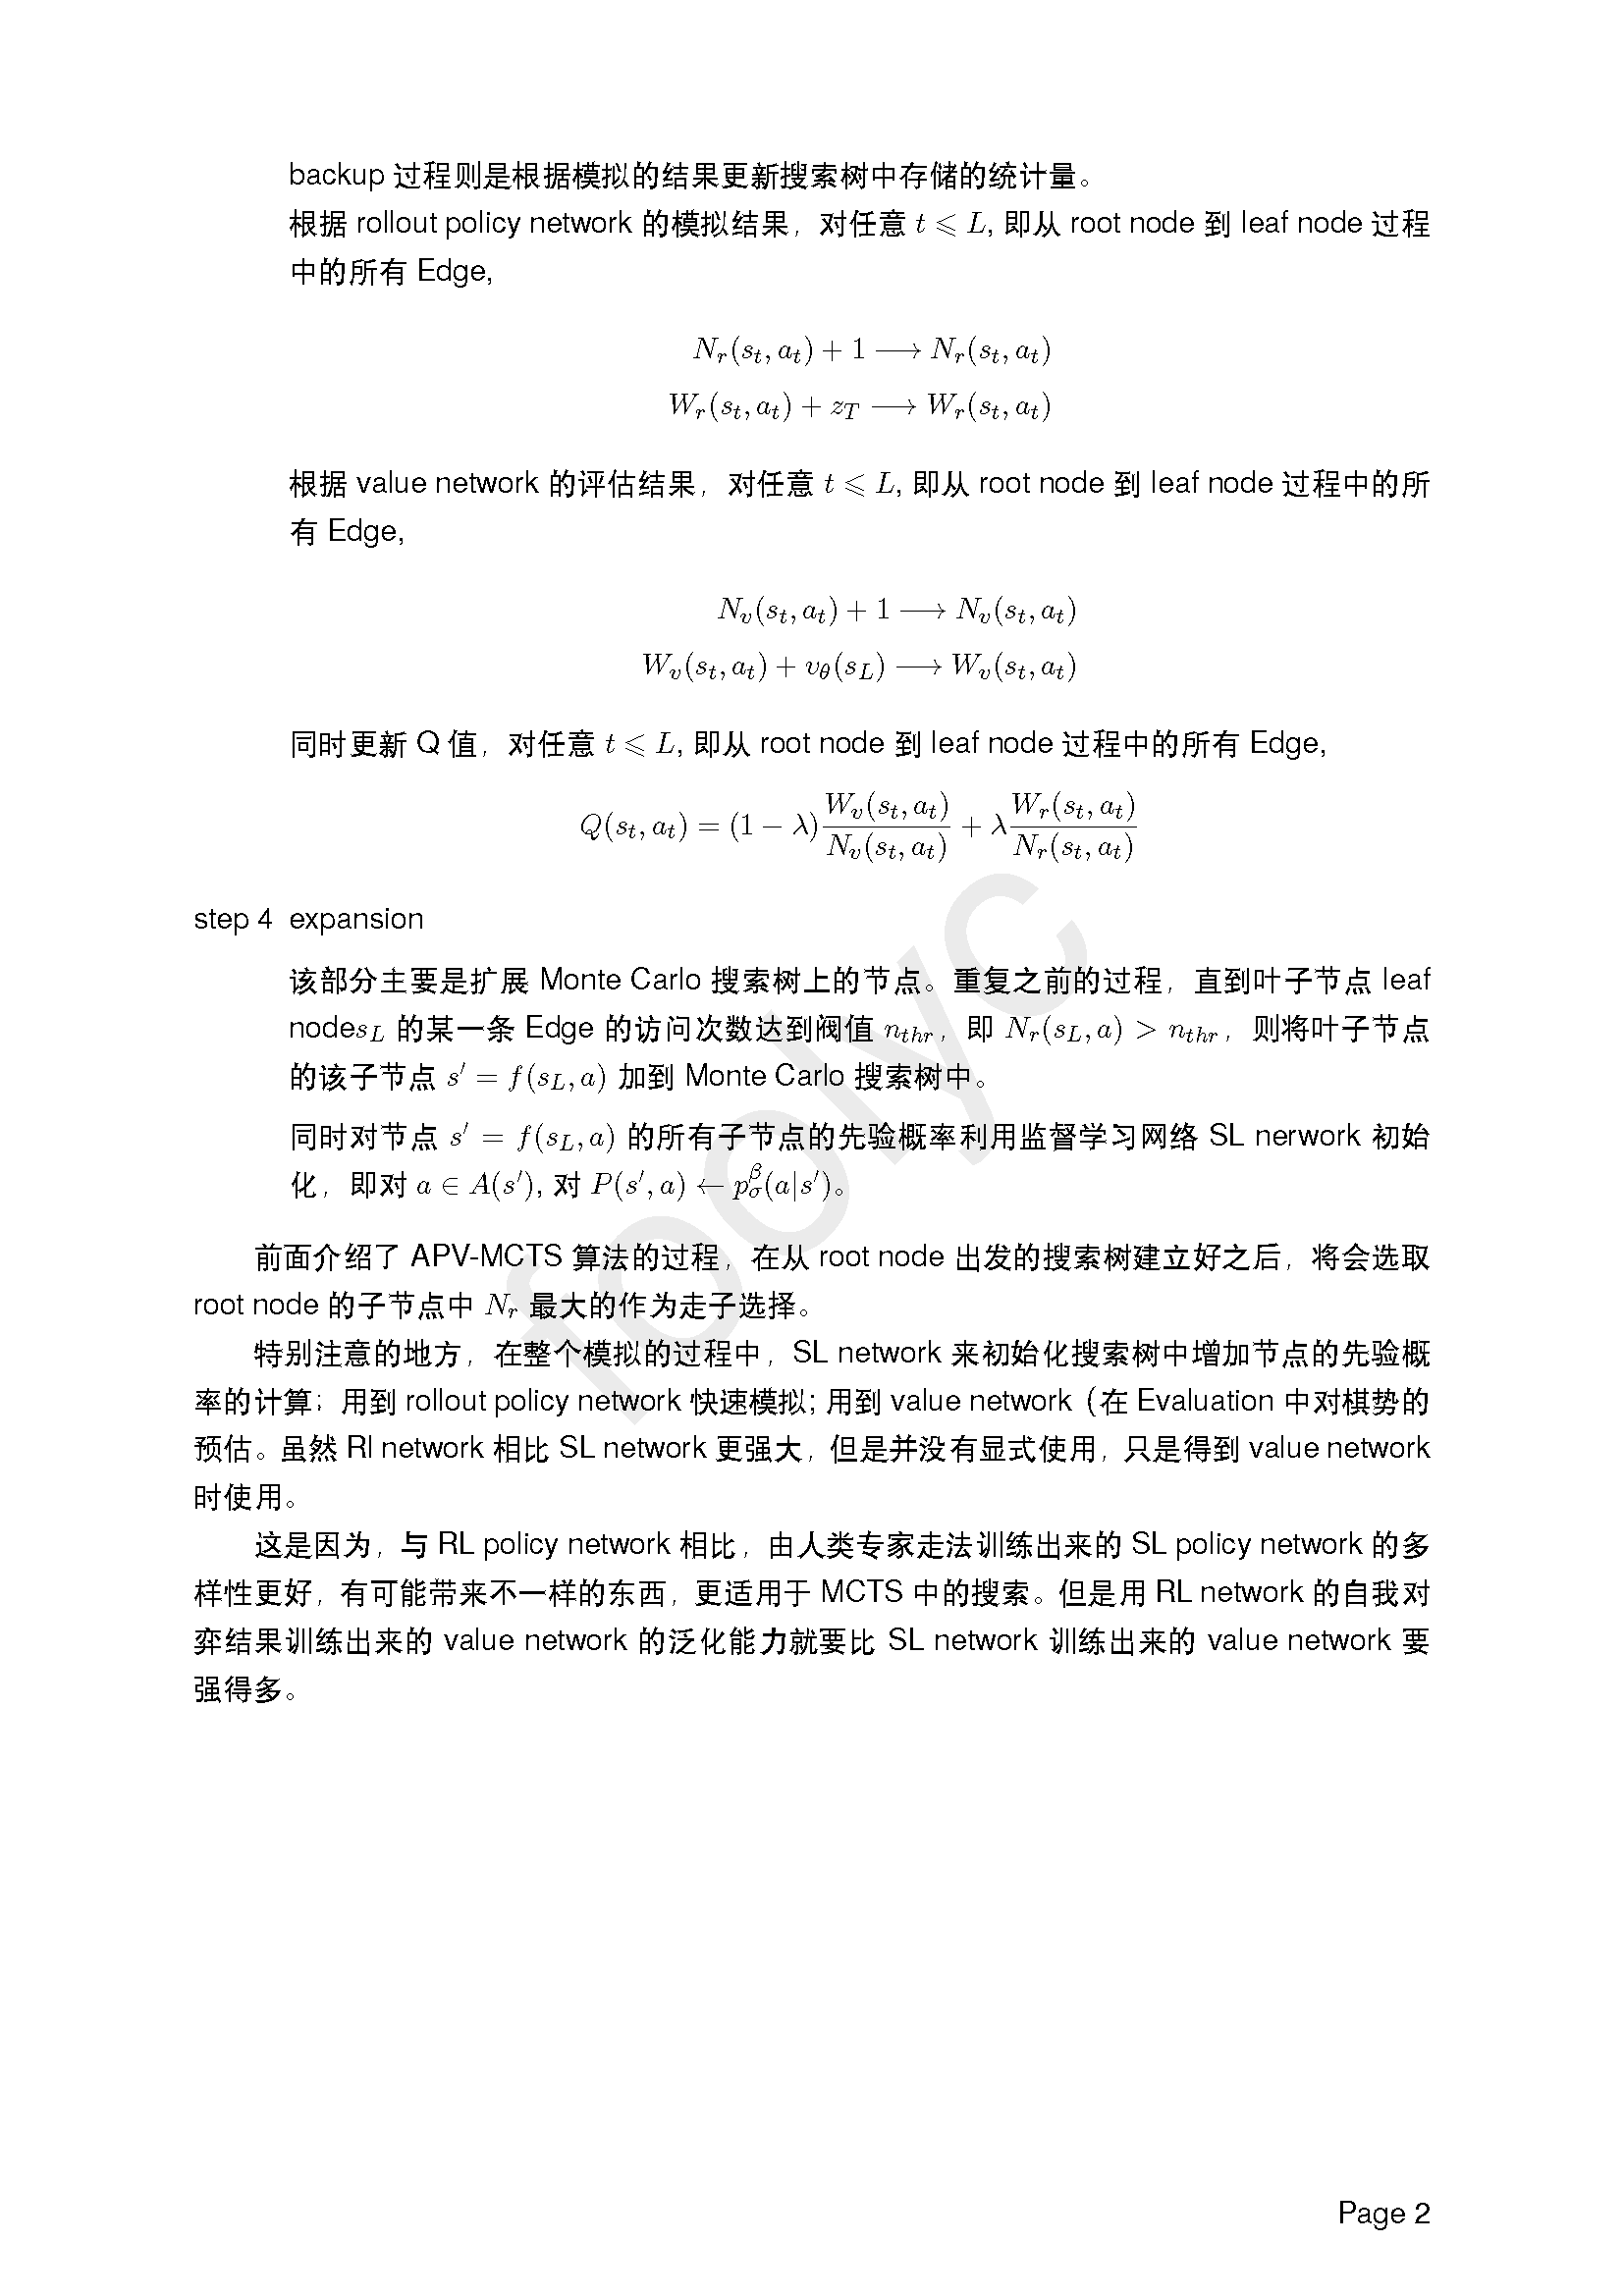 backup 过程则是根据模拟的结果更新搜索树中存储的统计量。
根据 rollout policy network 的模拟结果，对任意 t ⩽ L, 即从 root node 到 leaf node 过程
中的所有 Edge,
N_r(s_t, a_t) + 1 ⟶ N_r(s_t, a_t)
W_r(s_t, a_t) + z_T ⟶ W_r(s_t, a_t)
根据 value network 的评估结果，对任意 t ⩽ L, 即从 root node 到 leaf node 过程中的所
有 Edge,
N_v(s_t, a_t) + 1 ⟶ N_v(s_t, a_t)
W_v(s_t, a_t) + v_θ(s_L) ⟶ W_v(s_t, a_t)
同时更新 Q 值，对任意 t ⩽ L, 即从 root node 到 leaf node 过程中的所有 Edge,
Q(s_t, a_t) = (1 − λ) W_v(s_t, a_t) / N_v(s_t, a_t) + λ W_r(s_t, a_t) / N_r(s_t, a_t)
step 4 expansion
该部分主要是扩展 Monte Carlo 搜索树上的节点。重复之前的过程，直到叶子节点 leaf
nodes_L 的某一条 Edge 的访问次数达到阀值 n_thr，即 N_r(s_L, a) > n_thr，则将叶子节点
的该子节点 s′ = f(s_L, a) 加到 Monte Carlo 搜索树中。
同时对节点 s′ = f(s_L, a) 的所有子节点的先验概率利用监督学习网络 SL nerwork 初始
化，即对 a ∈ A(s′), 对 P(s′, a) ← p_σ^β(a|s′)。
前面介绍了 APV-MCTS 算法的过程，在从 root node 出发的搜索树建立好之后，将会选取
root node 的子节点中 N_r 最大的作为走子选择。
特别注意的地方，在整个模拟的过程中，SL network 来初始化搜索树中增加节点的先验概
率的计算；用到 rollout policy network 快速模拟; 用到 value network（在 Evaluation 中对棋势的
预估。虽然 Rl network 相比 SL network 更强大，但是并没有显式使用，只是得到 value network
时使用。
这是因为，与 RL policy network 相比，由人类专家走法训练出来的 SL policy network 的多
样性更好，有可能带来不一样的东西，更适用于 MCTS 中的搜索。但是用 RL network 的自我对
弈结果训练出来的 value network 的泛化能力就要比 SL network 训练出来的 value network 要
强得多。
foolyc
Page 2